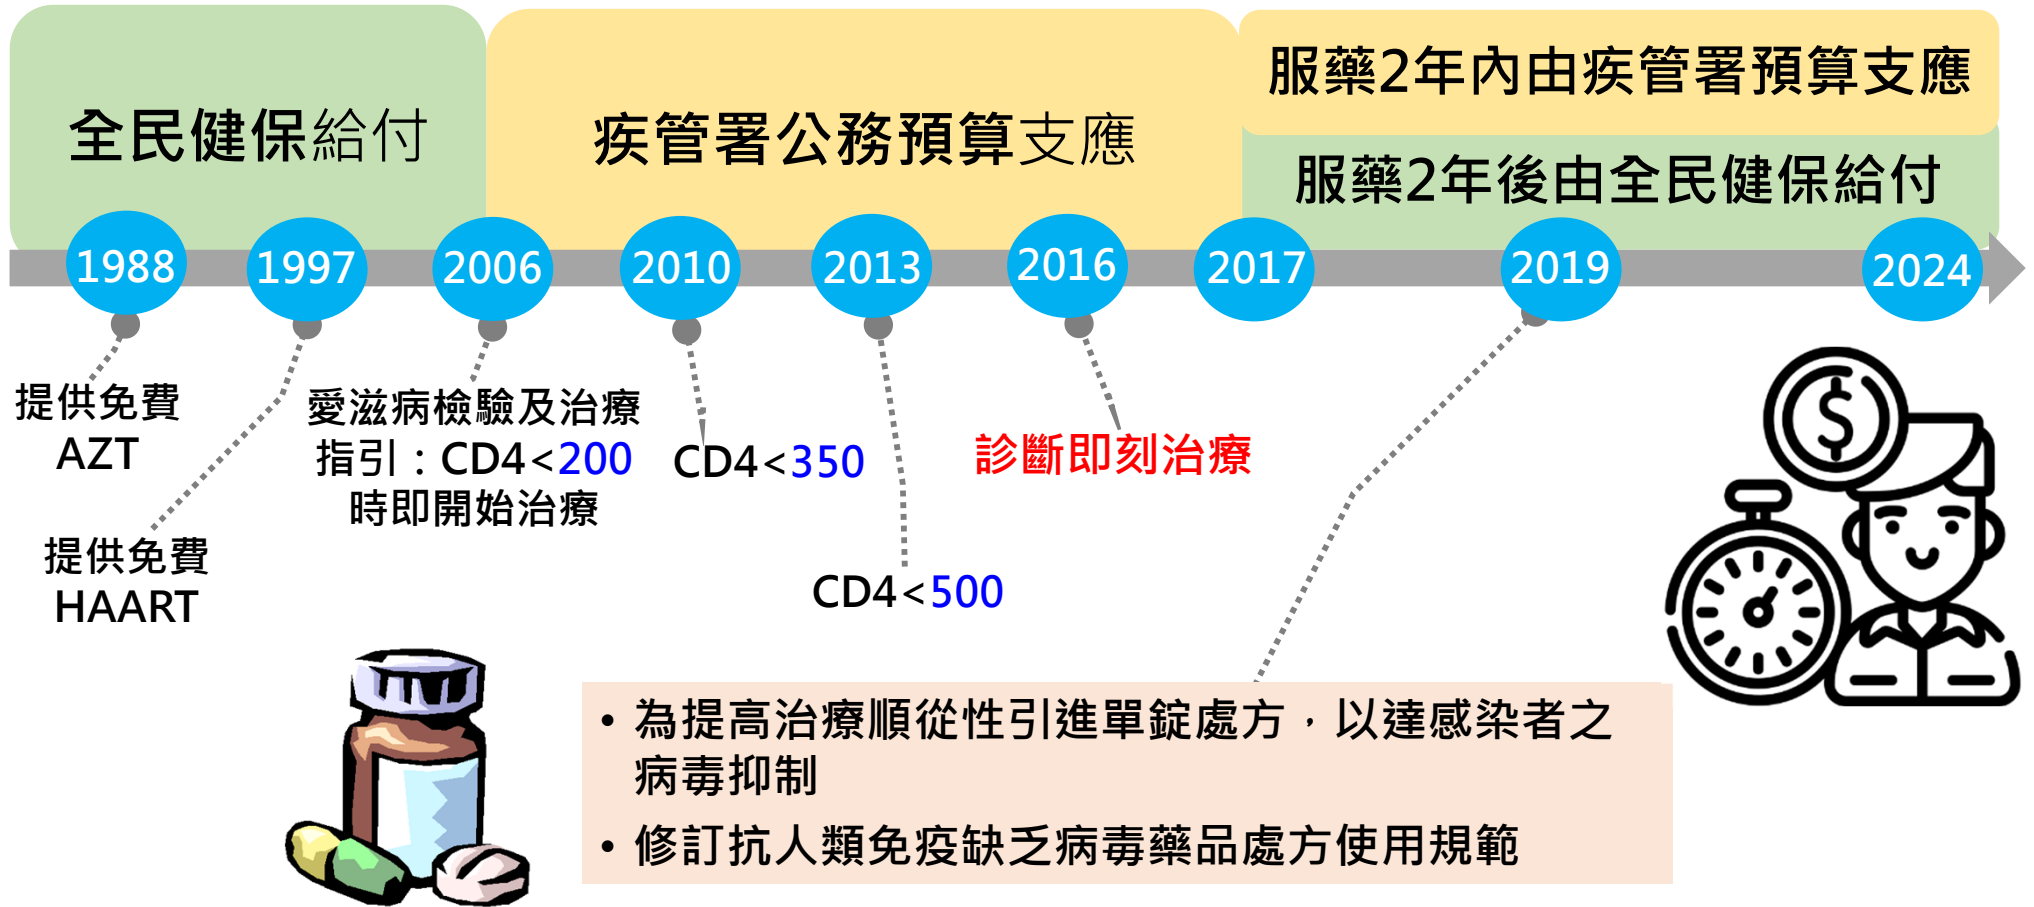 全民健保給付
疾管署公務預算支應
服藥2年內由疾管署預算支應
服藥2年後由全民健保給付
1988
1997
2006
2010
2013
2016
2017
2019
2024
提供免費
AZT
提供免費
HAART
愛滋病檢驗及治療
指引：CD4<200
時即開始治療
CD4<350
CD4<500
診斷即刻治療
• 為提高治療順從性引進單錠處方，以達感染者之
病毒抑制
• 修訂抗人類免疫缺乏病毒藥品處方使用規範
$